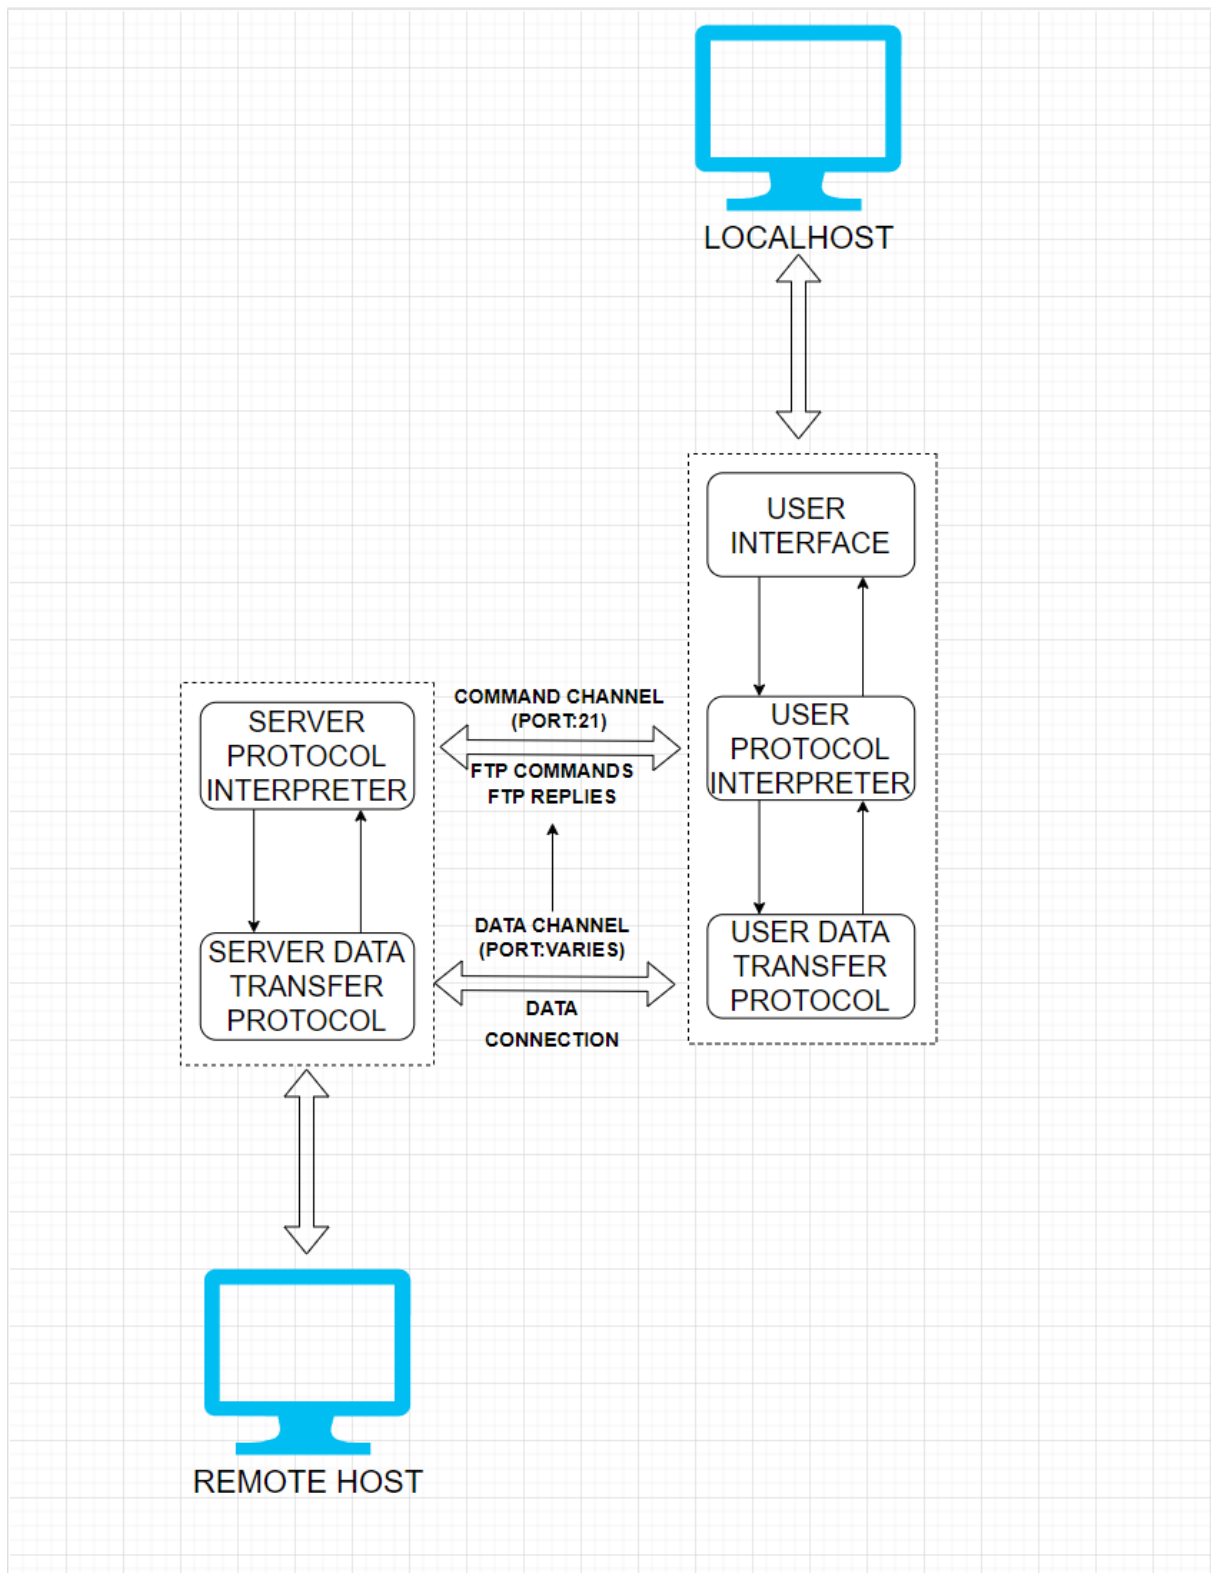 LOCALHOST
USER
INTERFACE
COMMAND CHANNEL
(PORT:21)
SERVER
PROTOCOL
INTERPRETER
USER
PROTOCOL
INTERPRETER
FTP COMMANDS
FTP REPLIES
DATA CHANNEL
(PORT:VARIES)
SERVER DATA
TRANSFER
PROTOCOL
USER DATA
TRANSFER
PROTOCOL
DATA
CONNECTION
REMOTE HOST